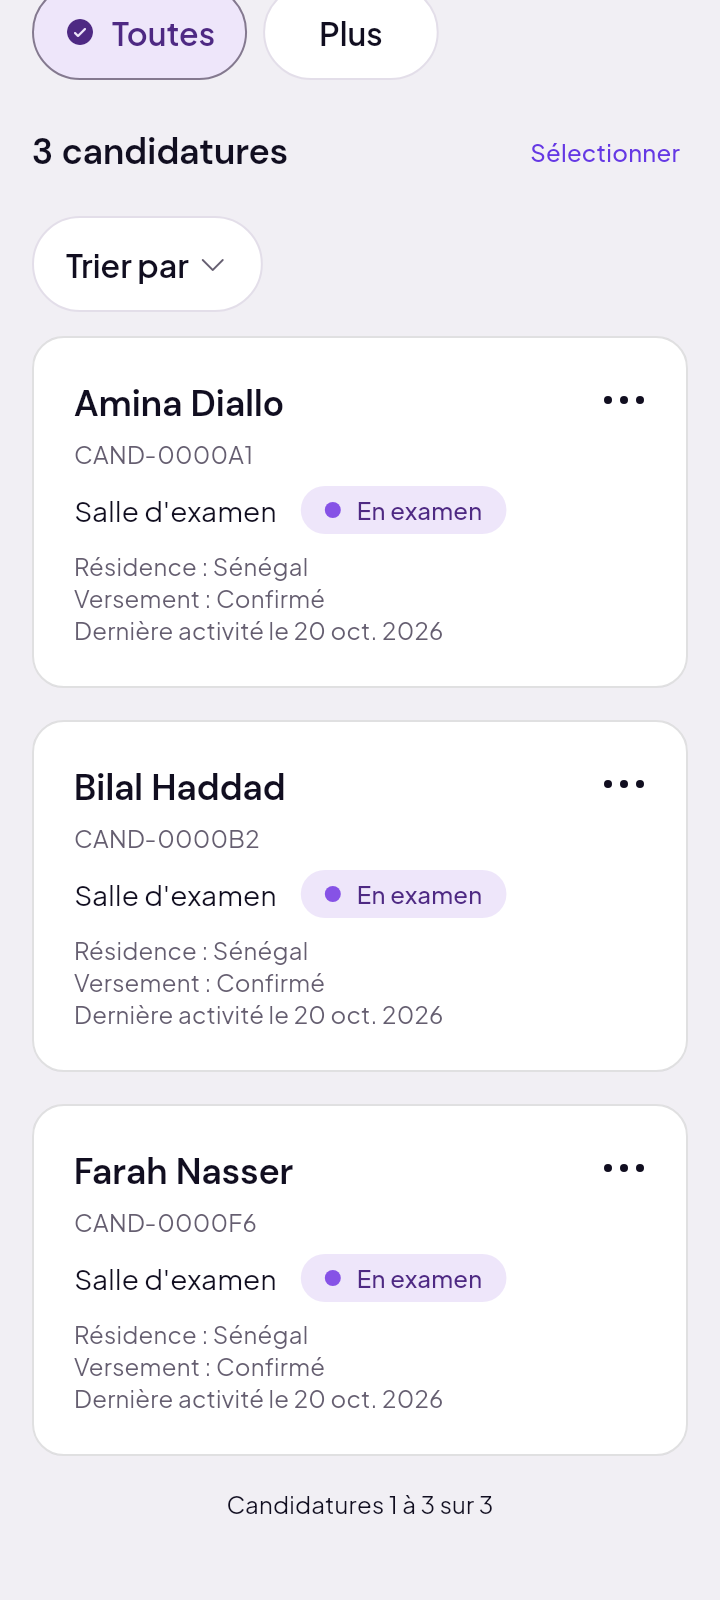 Toutes
Plus
3 candidatures
Sélectionner
Trier par
Amina Diallo
CAND-0000A1
Salle d'examen
En examen
Résidence : Sénégal
Versement : Confirmé
Dernière activité le 20 oct. 2026
Bilal Haddad
CAND-0000B2
Salle d'examen
En examen
Résidence : Sénégal
Versement : Confirmé
Dernière activité le 20 oct. 2026
Farah Nasser
CAND-0000F6
Salle d'examen
En examen
Résidence : Sénégal
Versement : Confirmé
Dernière activité le 20 oct. 2026
Candidatures 1 à 3 sur 3